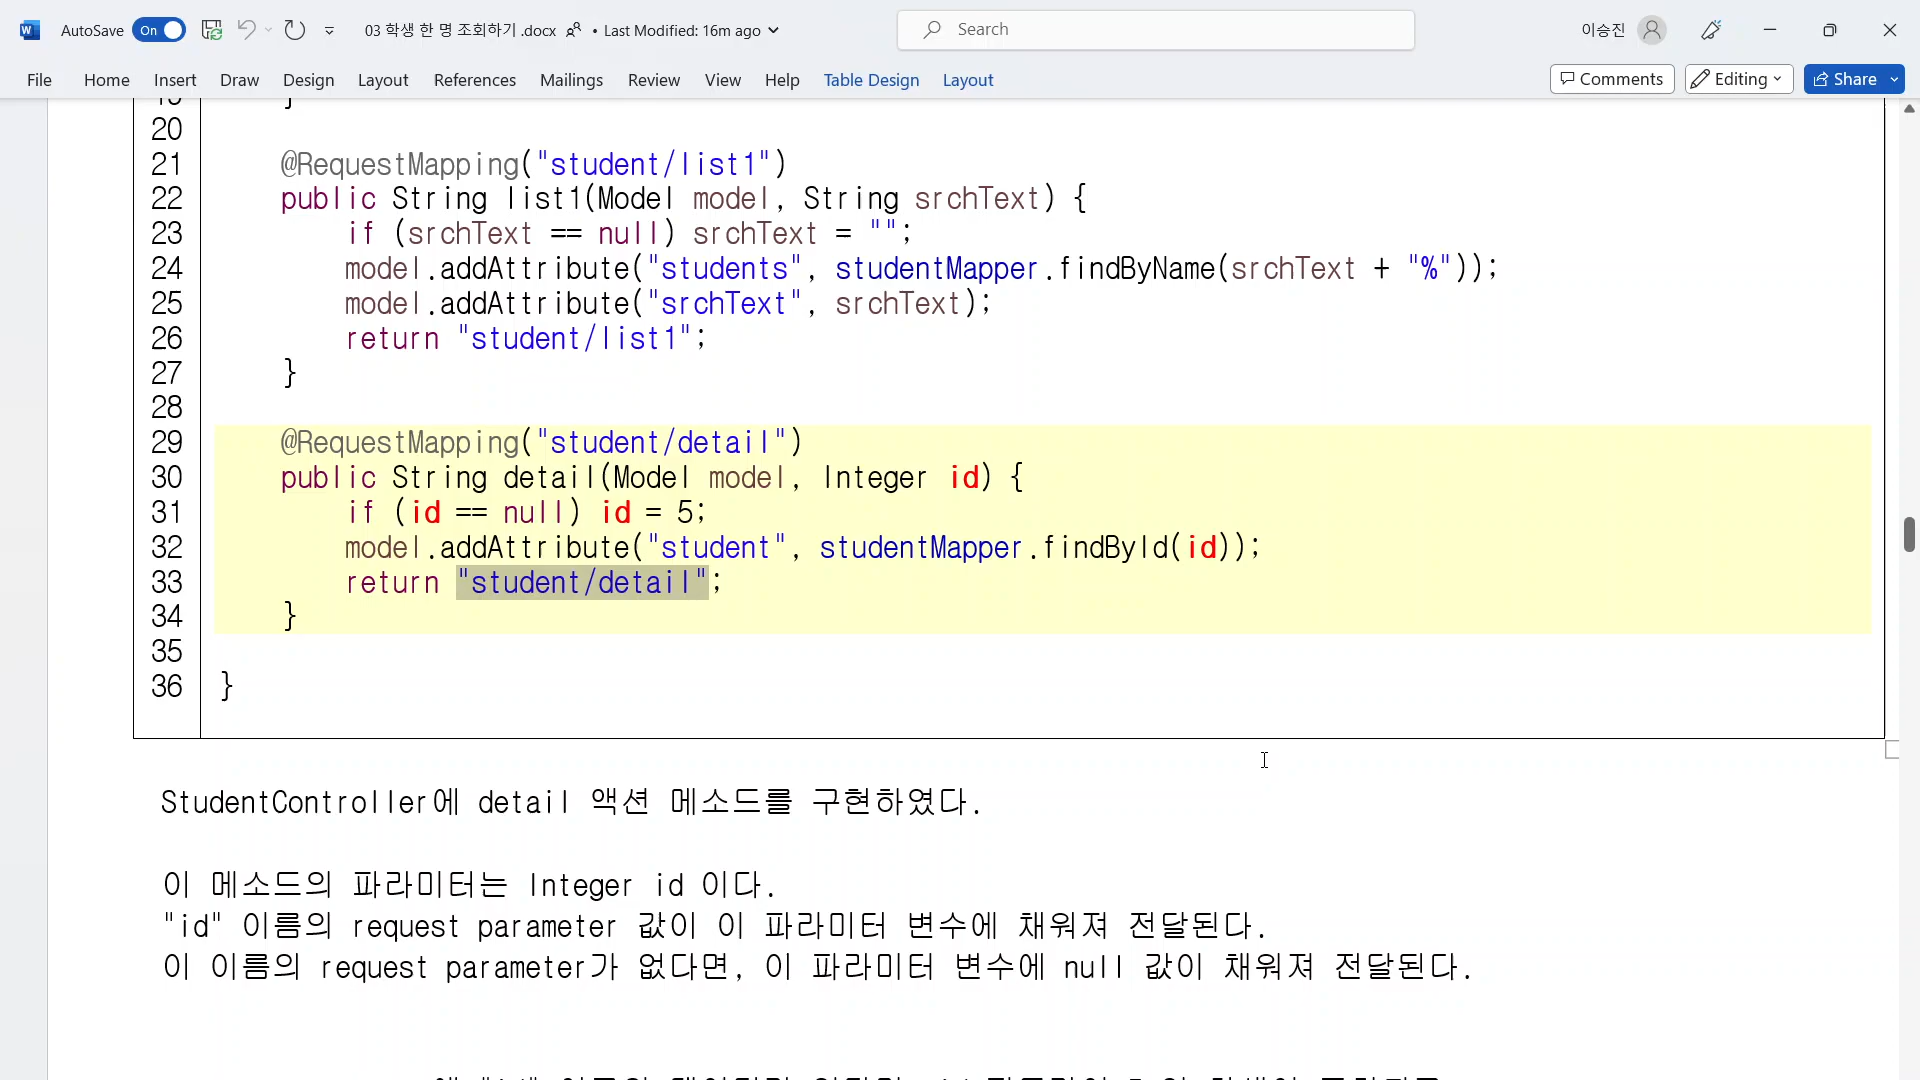 AutoSave On 03 학생 한 명 조회하기 .docx • Last Modified: 16m ago Search 이승진
File Home Insert Draw Design Layout References Mailings Review View Help Table Design Layout Comments Editing Share
19 }
20
21 @RequestMapping("student/list1")
22 public String list1(Model model, String srchText) {
23 if (srchText == null) srchText = "";
24 model.addAttribute("students", studentMapper.findByName(srchText + "%"));
25 model.addAttribute("srchText", srchText);
26 return "student/list1";
27 }
28
29 @RequestMapping("student/detail")
30 public String detail(Model model, Integer id) {
31 if (id == null) id = 5;
32 model.addAttribute("student", studentMapper.findById(id));
33 return "student/detail";
34 }
35
36 }
StudentController에 detail 액션 메소드를 구현하였다.
이 메소드의 파라미터는 Integer id 이다.
"id" 이름의 request parameter 값이 이 파라미터 변수에 채워져 전달된다.
이 이름의 request parameter가 없다면, 이 파라미터 변수에 null 값이 채워져 전달된다.